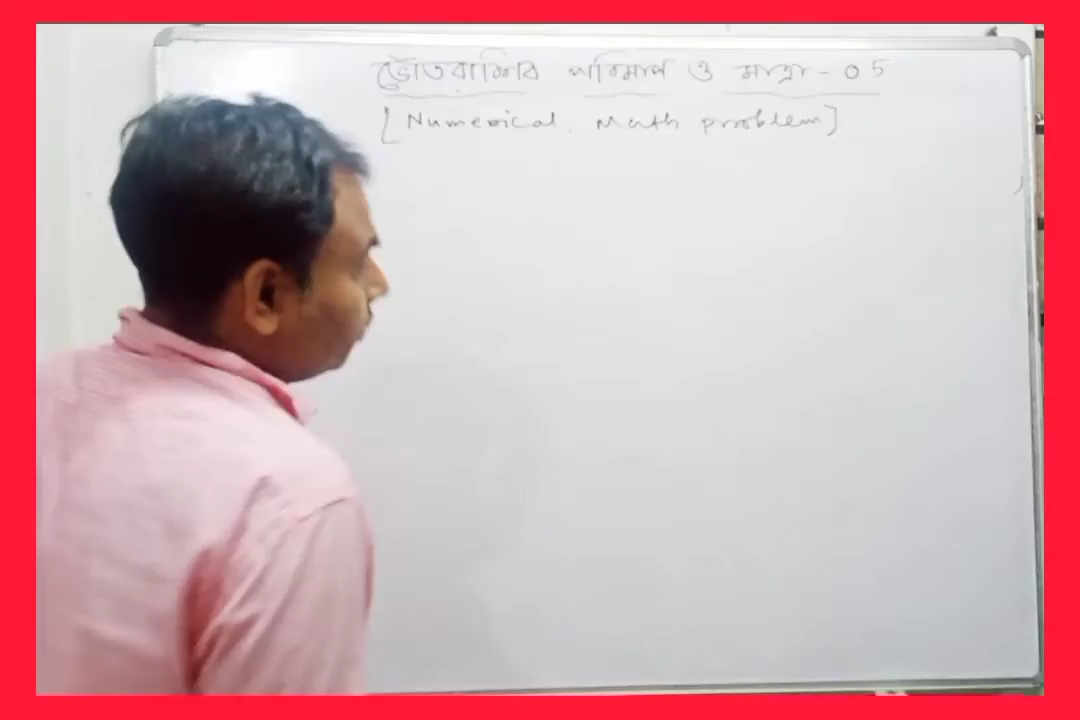 ভৌতরাশির পরিমাপ ও মাত্রা - 05
[Numerical. Math problem]